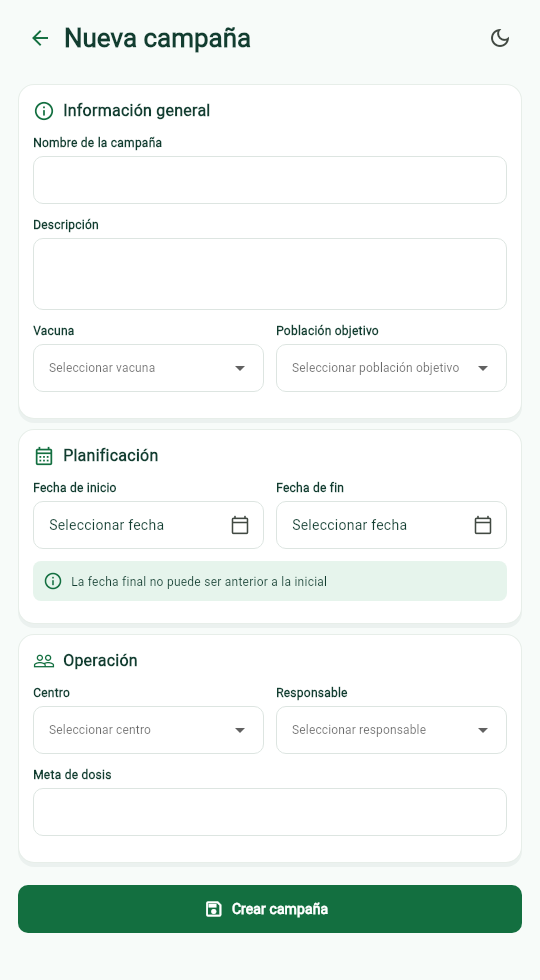 Nueva campaña
Información general
Nombre de la campaña
Descripción
Vacuna
Población objetivo
Seleccionar vacuna
Seleccionar población objetivo
Planificación
Fecha de inicio
Fecha de fin
Seleccionar fecha
Seleccionar fecha
La fecha final no puede ser anterior a la inicial
Operación
Centro
Responsable
Seleccionar centro
Seleccionar responsable
Meta de dosis
Crear campaña